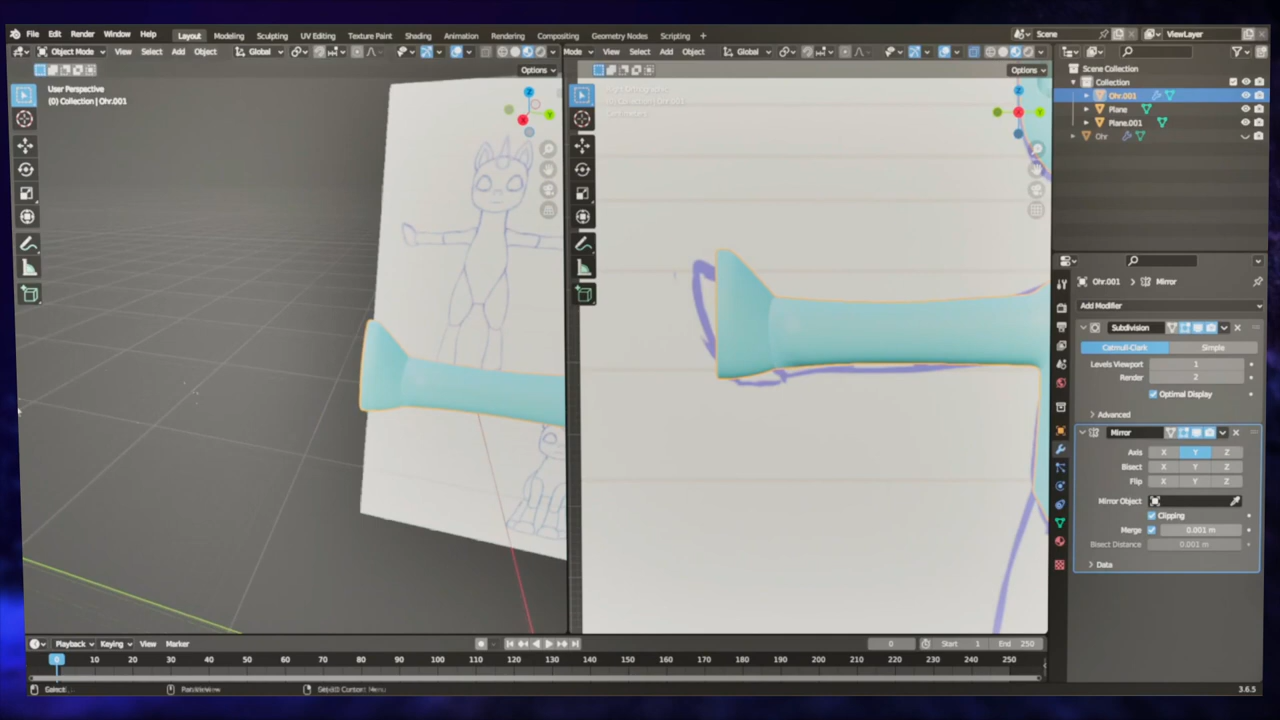 File Edit Render Window Help Layout Modeling Sculpting UV Editing Texture Paint Shading Animation Rendering Compositing Geometry Nodes Scripting + Scene ViewLayer
Object Mode View Select Add Object Global Mode View Select Add Object Global
Options Options
User Perspective
(0) Collection | Ohr.001
Scene Collection
Collection
Ohr.001
Plane
Plane.001
Ohr
Ohr.001 > Mirror
Add Modifier
Subdivision
Catmull-Clark Simple
Levels Viewport 1
Render 2
Optimal Display
Advanced
Mirror
Axis X Y Z
Bisect X Y Z
Flip X Y Z
Mirror Object
Clipping
Merge 0.001 m
Bisect Distance 0.001 m
Data
Playback Keying View Marker 0 Start 1 End 250
0 10 20 30 40 50 60 70 80 90 100 110 120 130 140 150 160 170 180 190 200 210 220 230 240 250
Select 3.6.5